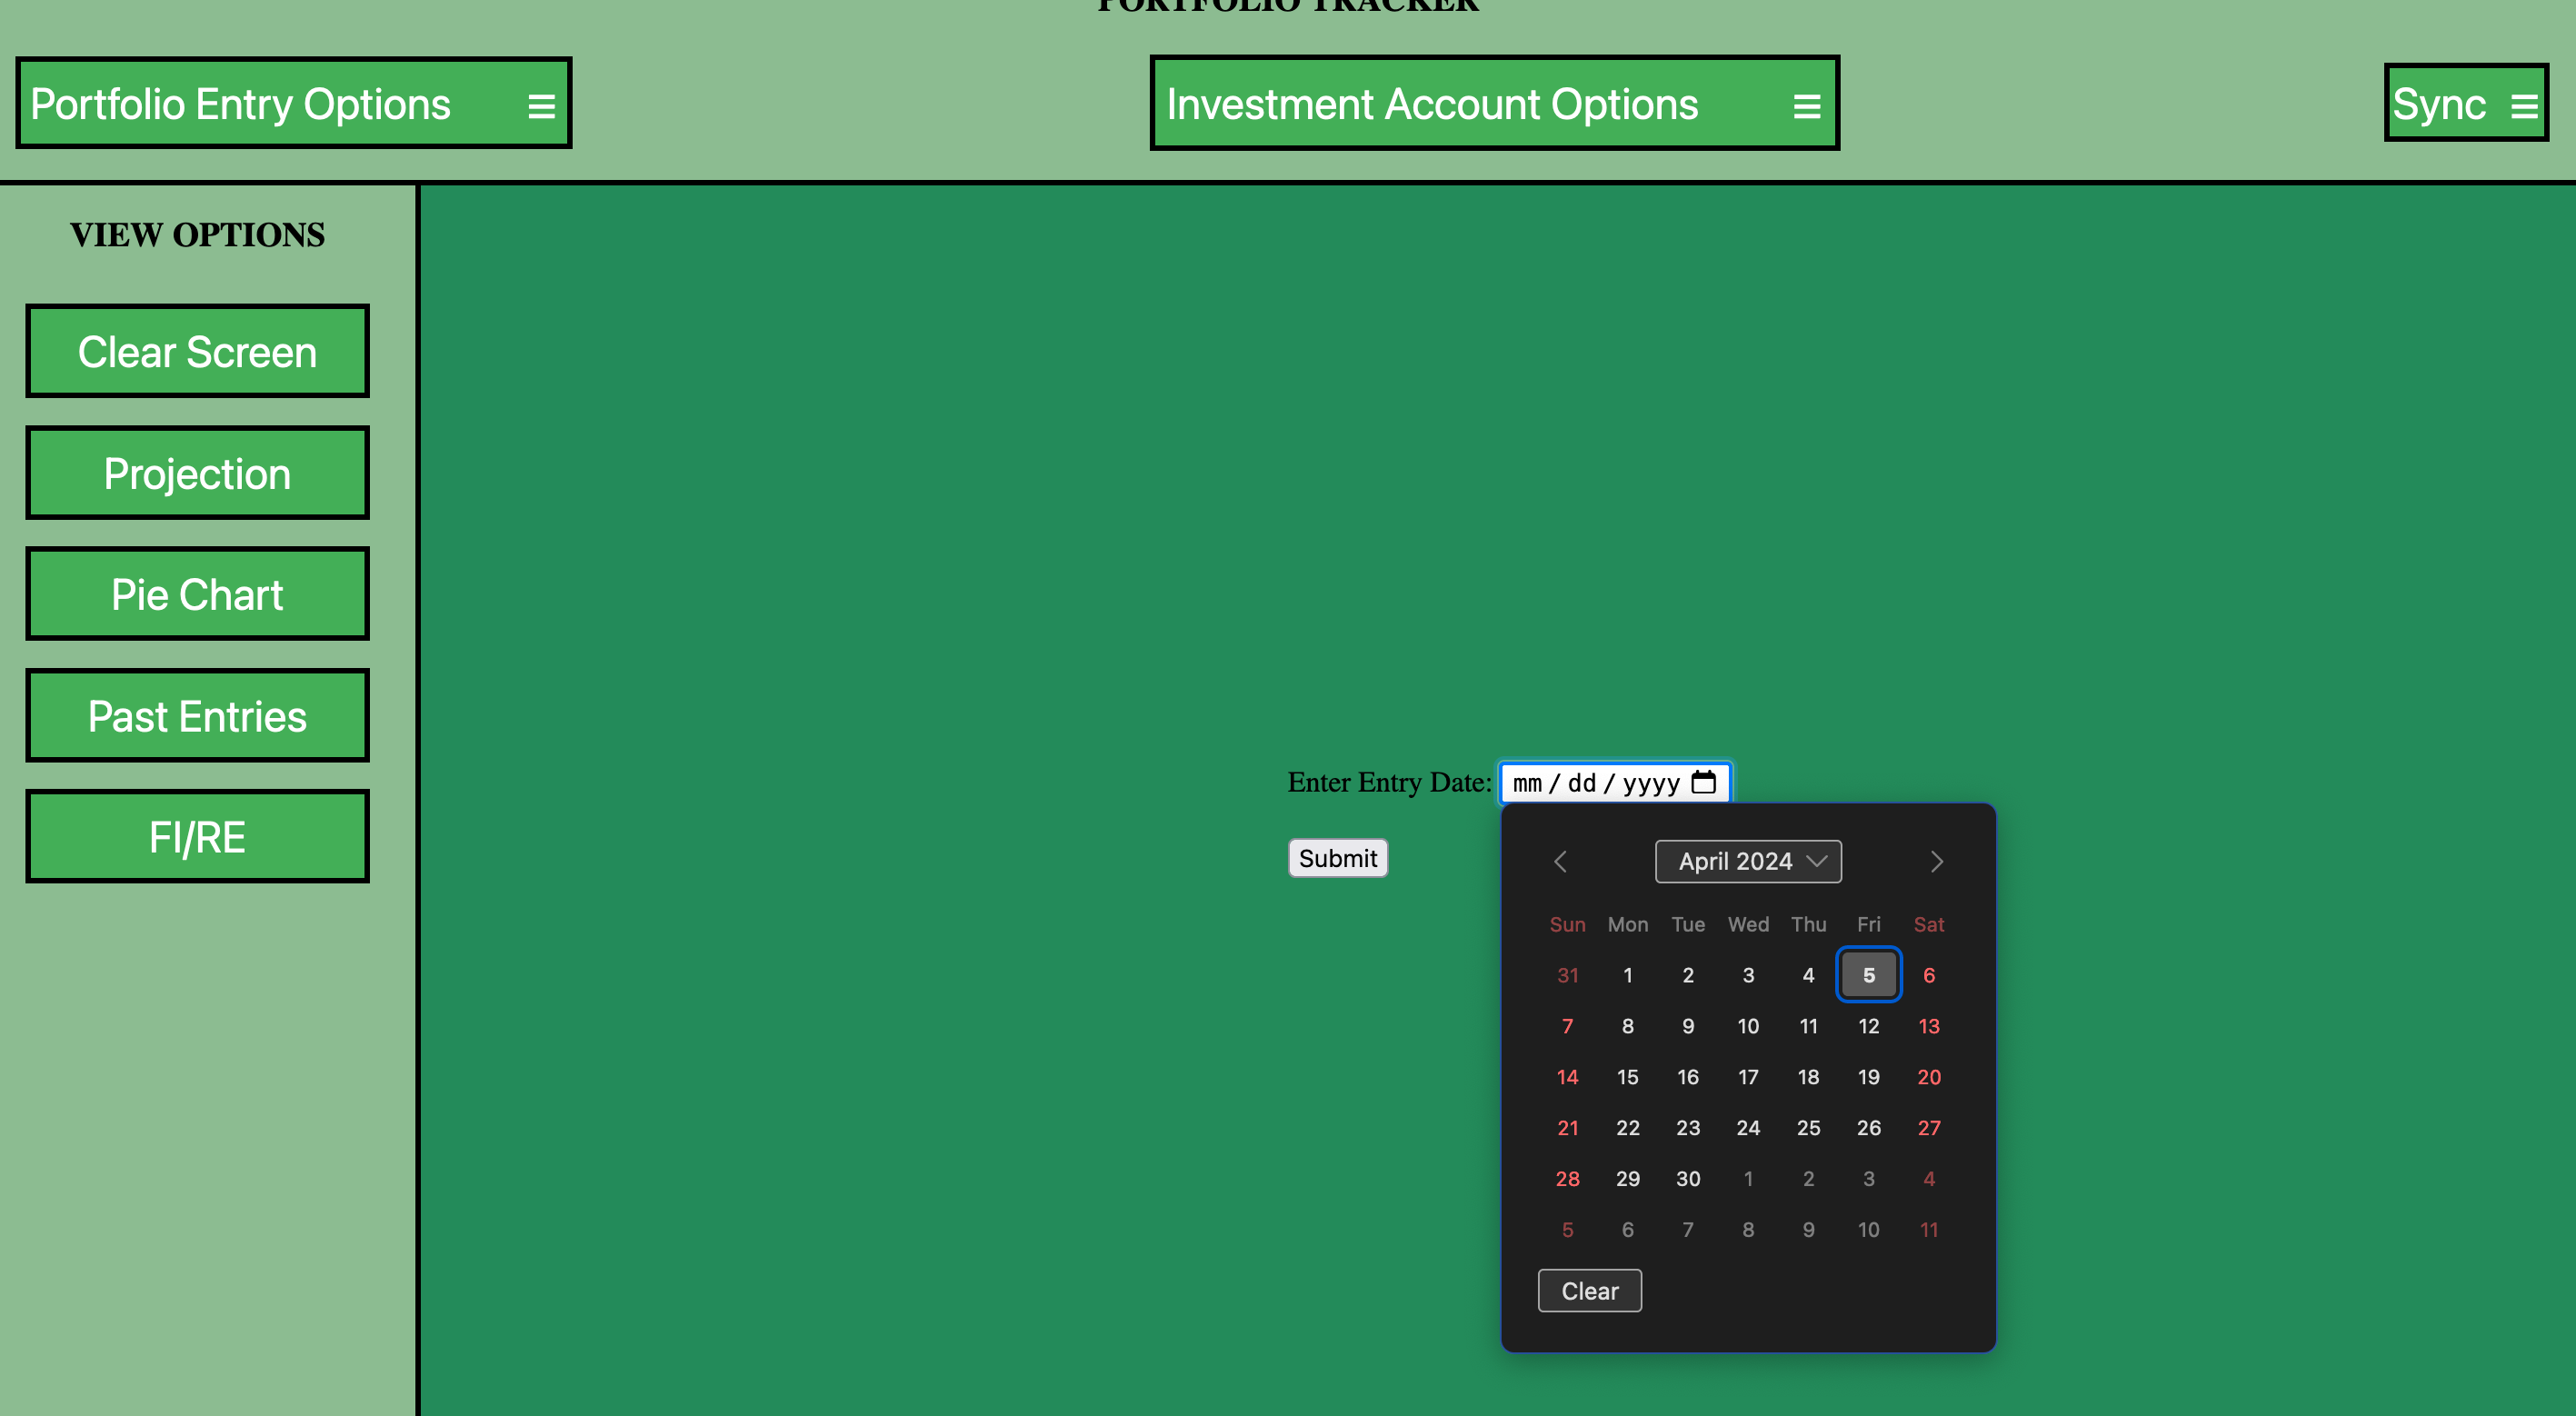 PORTFOLIO TRACKER
Portfolio Entry Options
Investment Account Options
Sync
VIEW OPTIONS
Clear Screen
Projection
Pie Chart
Past Entries
FI/RE
Enter Entry Date: mm / dd / yyyy
Submit
April 2024
Sun Mon Tue Wed Thu Fri Sat
31 1 2 3 4 5 6
7 8 9 10 11 12 13
14 15 16 17 18 19 20
21 22 23 24 25 26 27
28 29 30 1 2 3 4
5 6 7 8 9 10 11
Clear